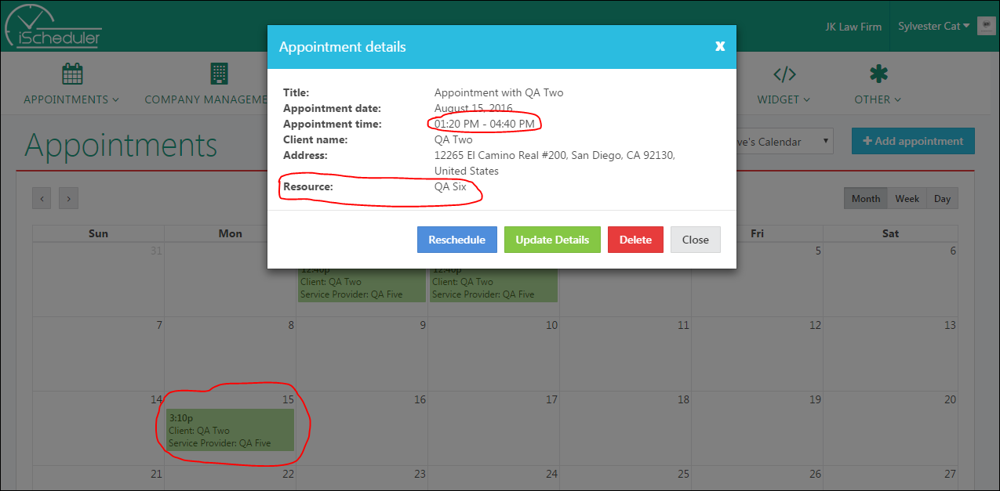 iScheduler
JK Law Firm
Sylvester Cat
Appointment details
X
APPOINTMENTS
COMPANY MANAGEME
WIDGET
OTHER
Title: Appointment with QA Two
Appointment date: August 15, 2016
Appointment time: 01:20 PM - 04:40 PM
Client name: QA Two
Address: 12265 El Camino Real #200, San Diego, CA 92130,
United States
Resource: QA Six
Appointments
ve's Calendar
+ Add appointment
< >
Month Week Day
Reschedule Update Details Delete Close
Sun Mon Fri Sat
31 5 6
12:40p 12:40p
Client: QA Two Client: QA Two
Service Provider: QA Five Service Provider: QA Five
7 8 9 10 11 12 13
14 15 16 17 18 19 20
3:10p
Client: QA Two
Service Provider: QA Five
21 22 23 24 25 26 27